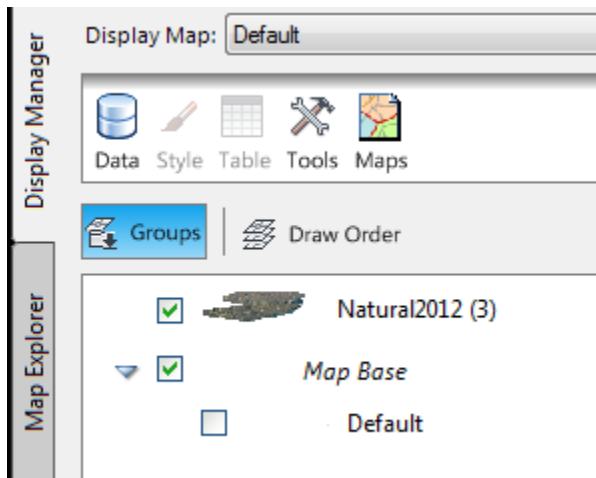 Display Manager
Map Explorer
Display Map: Default
Data Style Table Tools Maps
Groups Draw Order
Natural2012 (3)
Map Base
Default